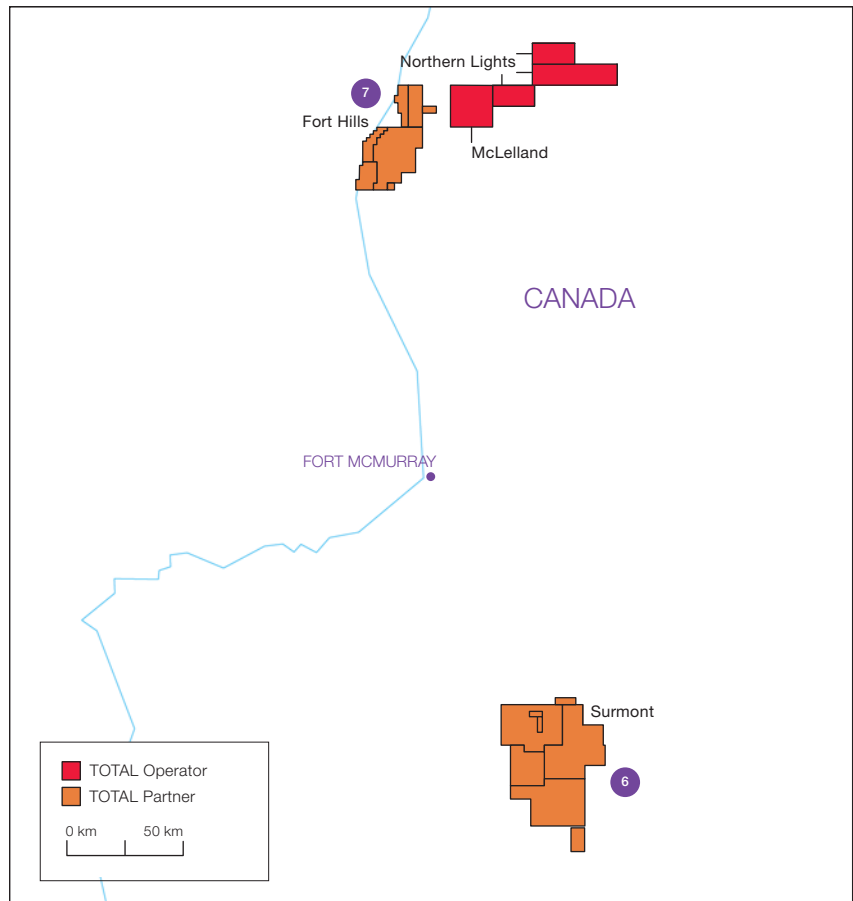 Northern Lights
7
Fort Hills
McLelland
CANADA
FORT MCMURRAY
Surmont
6
TOTAL Operator
TOTAL Partner
0 km 50 km